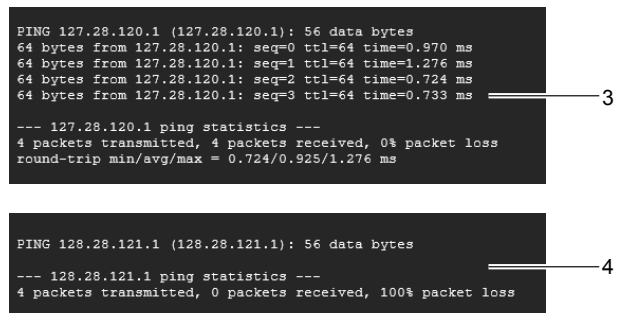 PING 127.28.120.1 (127.28.120.1): 56 data bytes
64 bytes from 127.28.120.1: seq=0 ttl=64 time=0.970 ms
64 bytes from 127.28.120.1: seq=1 ttl=64 time=1.276 ms
64 bytes from 127.28.120.1: seq=2 ttl=64 time=0.724 ms
64 bytes from 127.28.120.1: seq=3 ttl=64 time=0.733 ms
3
--- 127.28.120.1 ping statistics ---
4 packets transmitted, 4 packets received, 0% packet loss
round-trip min/avg/max = 0.724/0.925/1.276 ms
PING 128.28.121.1 (128.28.121.1): 56 data bytes
4
--- 128.28.121.1 ping statistics ---
4 packets transmitted, 0 packets received, 100% packet loss